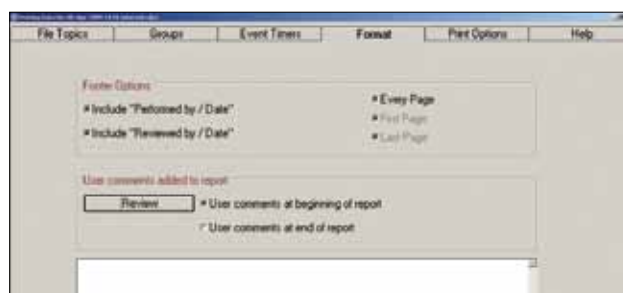 File Topics Groups Event Timers Format Print Options Help
Footer Options
Include "Performed by / Date"
Every Page
First Page
Include "Reviewed by / Date"
Last Page
User comments added to report
Review
User comments at beginning of report
User comments at end of report